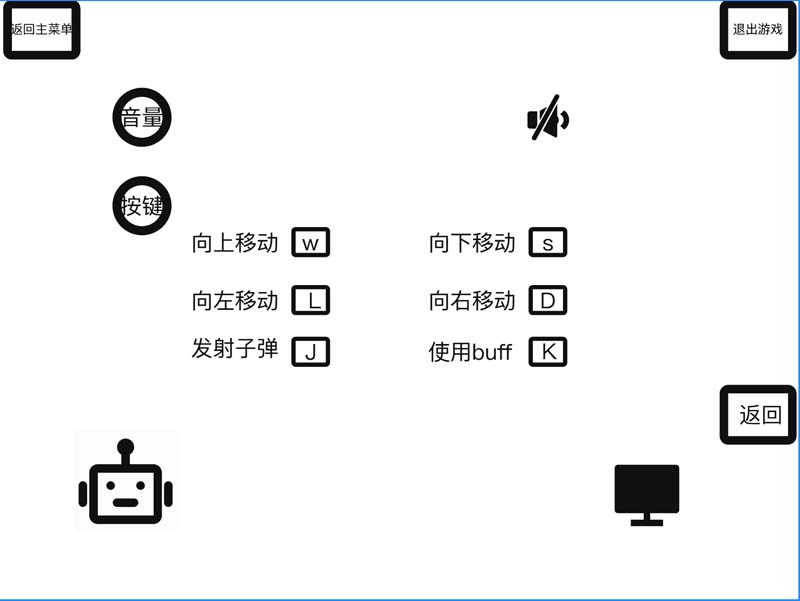 返回主菜单
退出游戏
音量
按键
向上移动 w
向下移动 s
向左移动 L
向右移动 D
发射子弹 J
使用buff K
返回